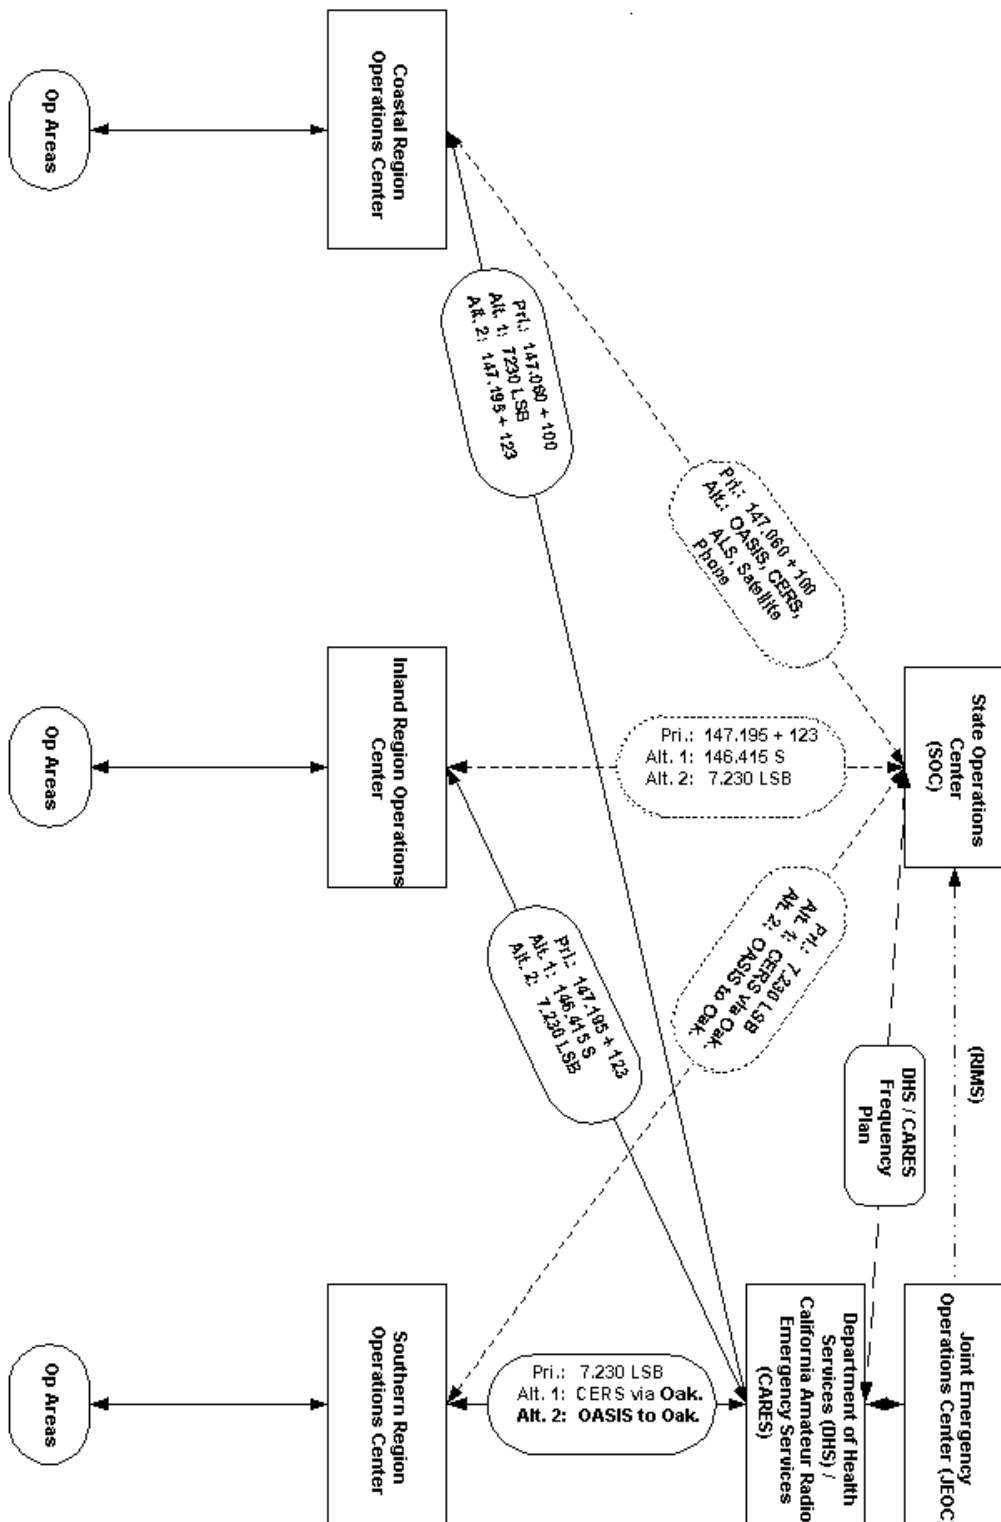 Joint Emergency
Operations Center (JEOC
(RIMS)
State Operations
Center
(SOC)
DHS / CARES
Frequency
Plan
Department of Health
Services (DHS) /
California Amateur Radio
Emergency Services
(CARES)
Pri.: 147.060 + 100
Alt.: OASIS, CERS,
ALS, Satellite
Phone
Pri.: 147.195 + 123
Alt. 1: 146.415 S
Alt. 2: 7.230 LSB
Pri.: 7.230 LSB
Alt. 1: CERS via Oak.
Alt. 2: OASIS to Oak.
Pri.: 147.060 + 100
Alt. 1: 7230 LSB
Alt. 2: 147.195 + 123
Pri.: 147.195 + 123
Alt. 1: 146.415 S
Alt. 2: 7.230 LSB
Pri.: 7.230 LSB
Alt. 1: CERS via Oak.
Alt. 2: OASIS to Oak.
Coastal Region
Operations Center
Inland Region Operations
Center
Southern Region
Operations Center
Op Areas
Op Areas
Op Areas